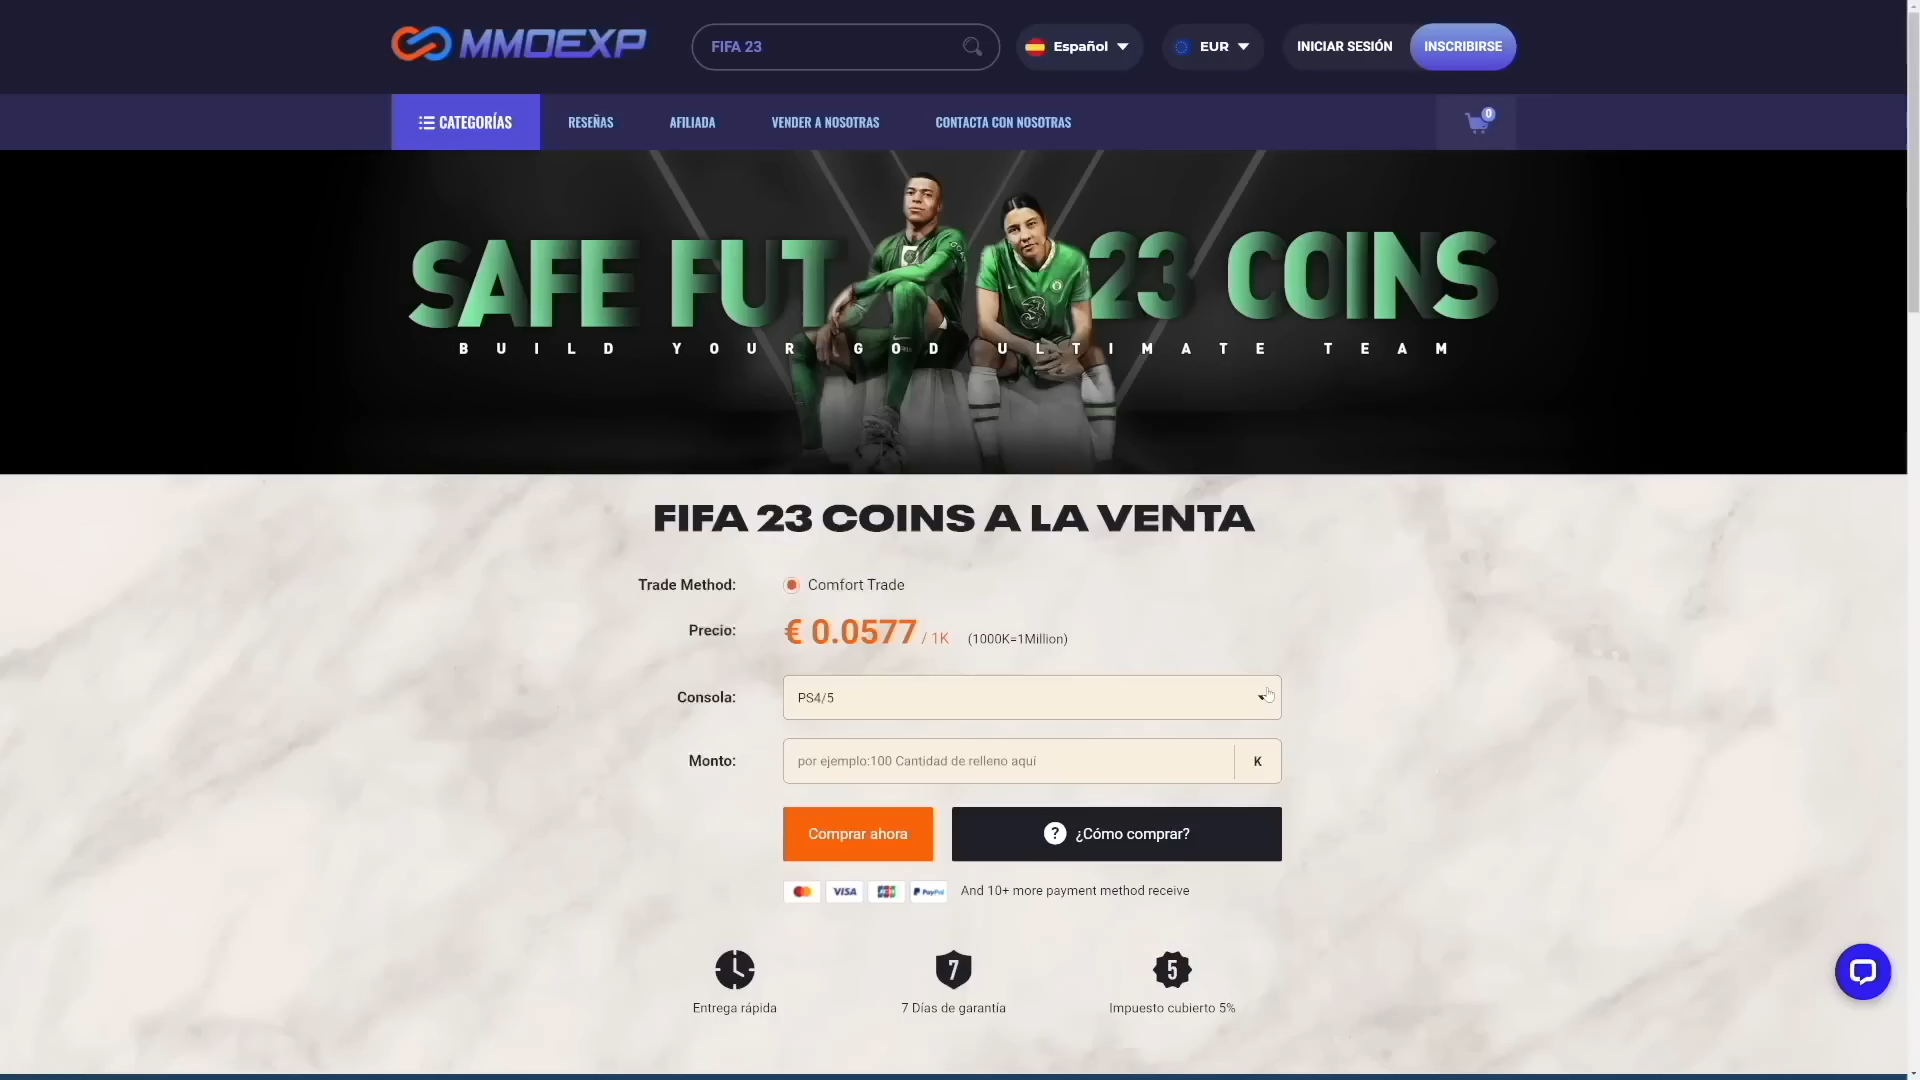 MMOEXP
FIFA 23
Español
EUR
INICIAR SESIÓN
INSCRIBIRSE
CATEGORÍAS
RESEÑAS
AFILIADA
VENDER A NOSOTRAS
CONTACTA CON NOSOTRAS
0
SAFE FUT 23 COINS
BUILD YOUR GOD ULTIMATE TEAM
FIFA 23 COINS A LA VENTA
Trade Method: Comfort Trade
Precio: € 0.0577 / 1K (1000K=1Million)
Consola: PS4/5
Monto: por ejemplo:100 Cantidad de relleno aquí K
Comprar ahora
? ¿Cómo comprar?
VISA JCB PayPal And 10+ more payment method receive
7 5
Entrega rápida 7 Días de garantía Impuesto cubierto 5%